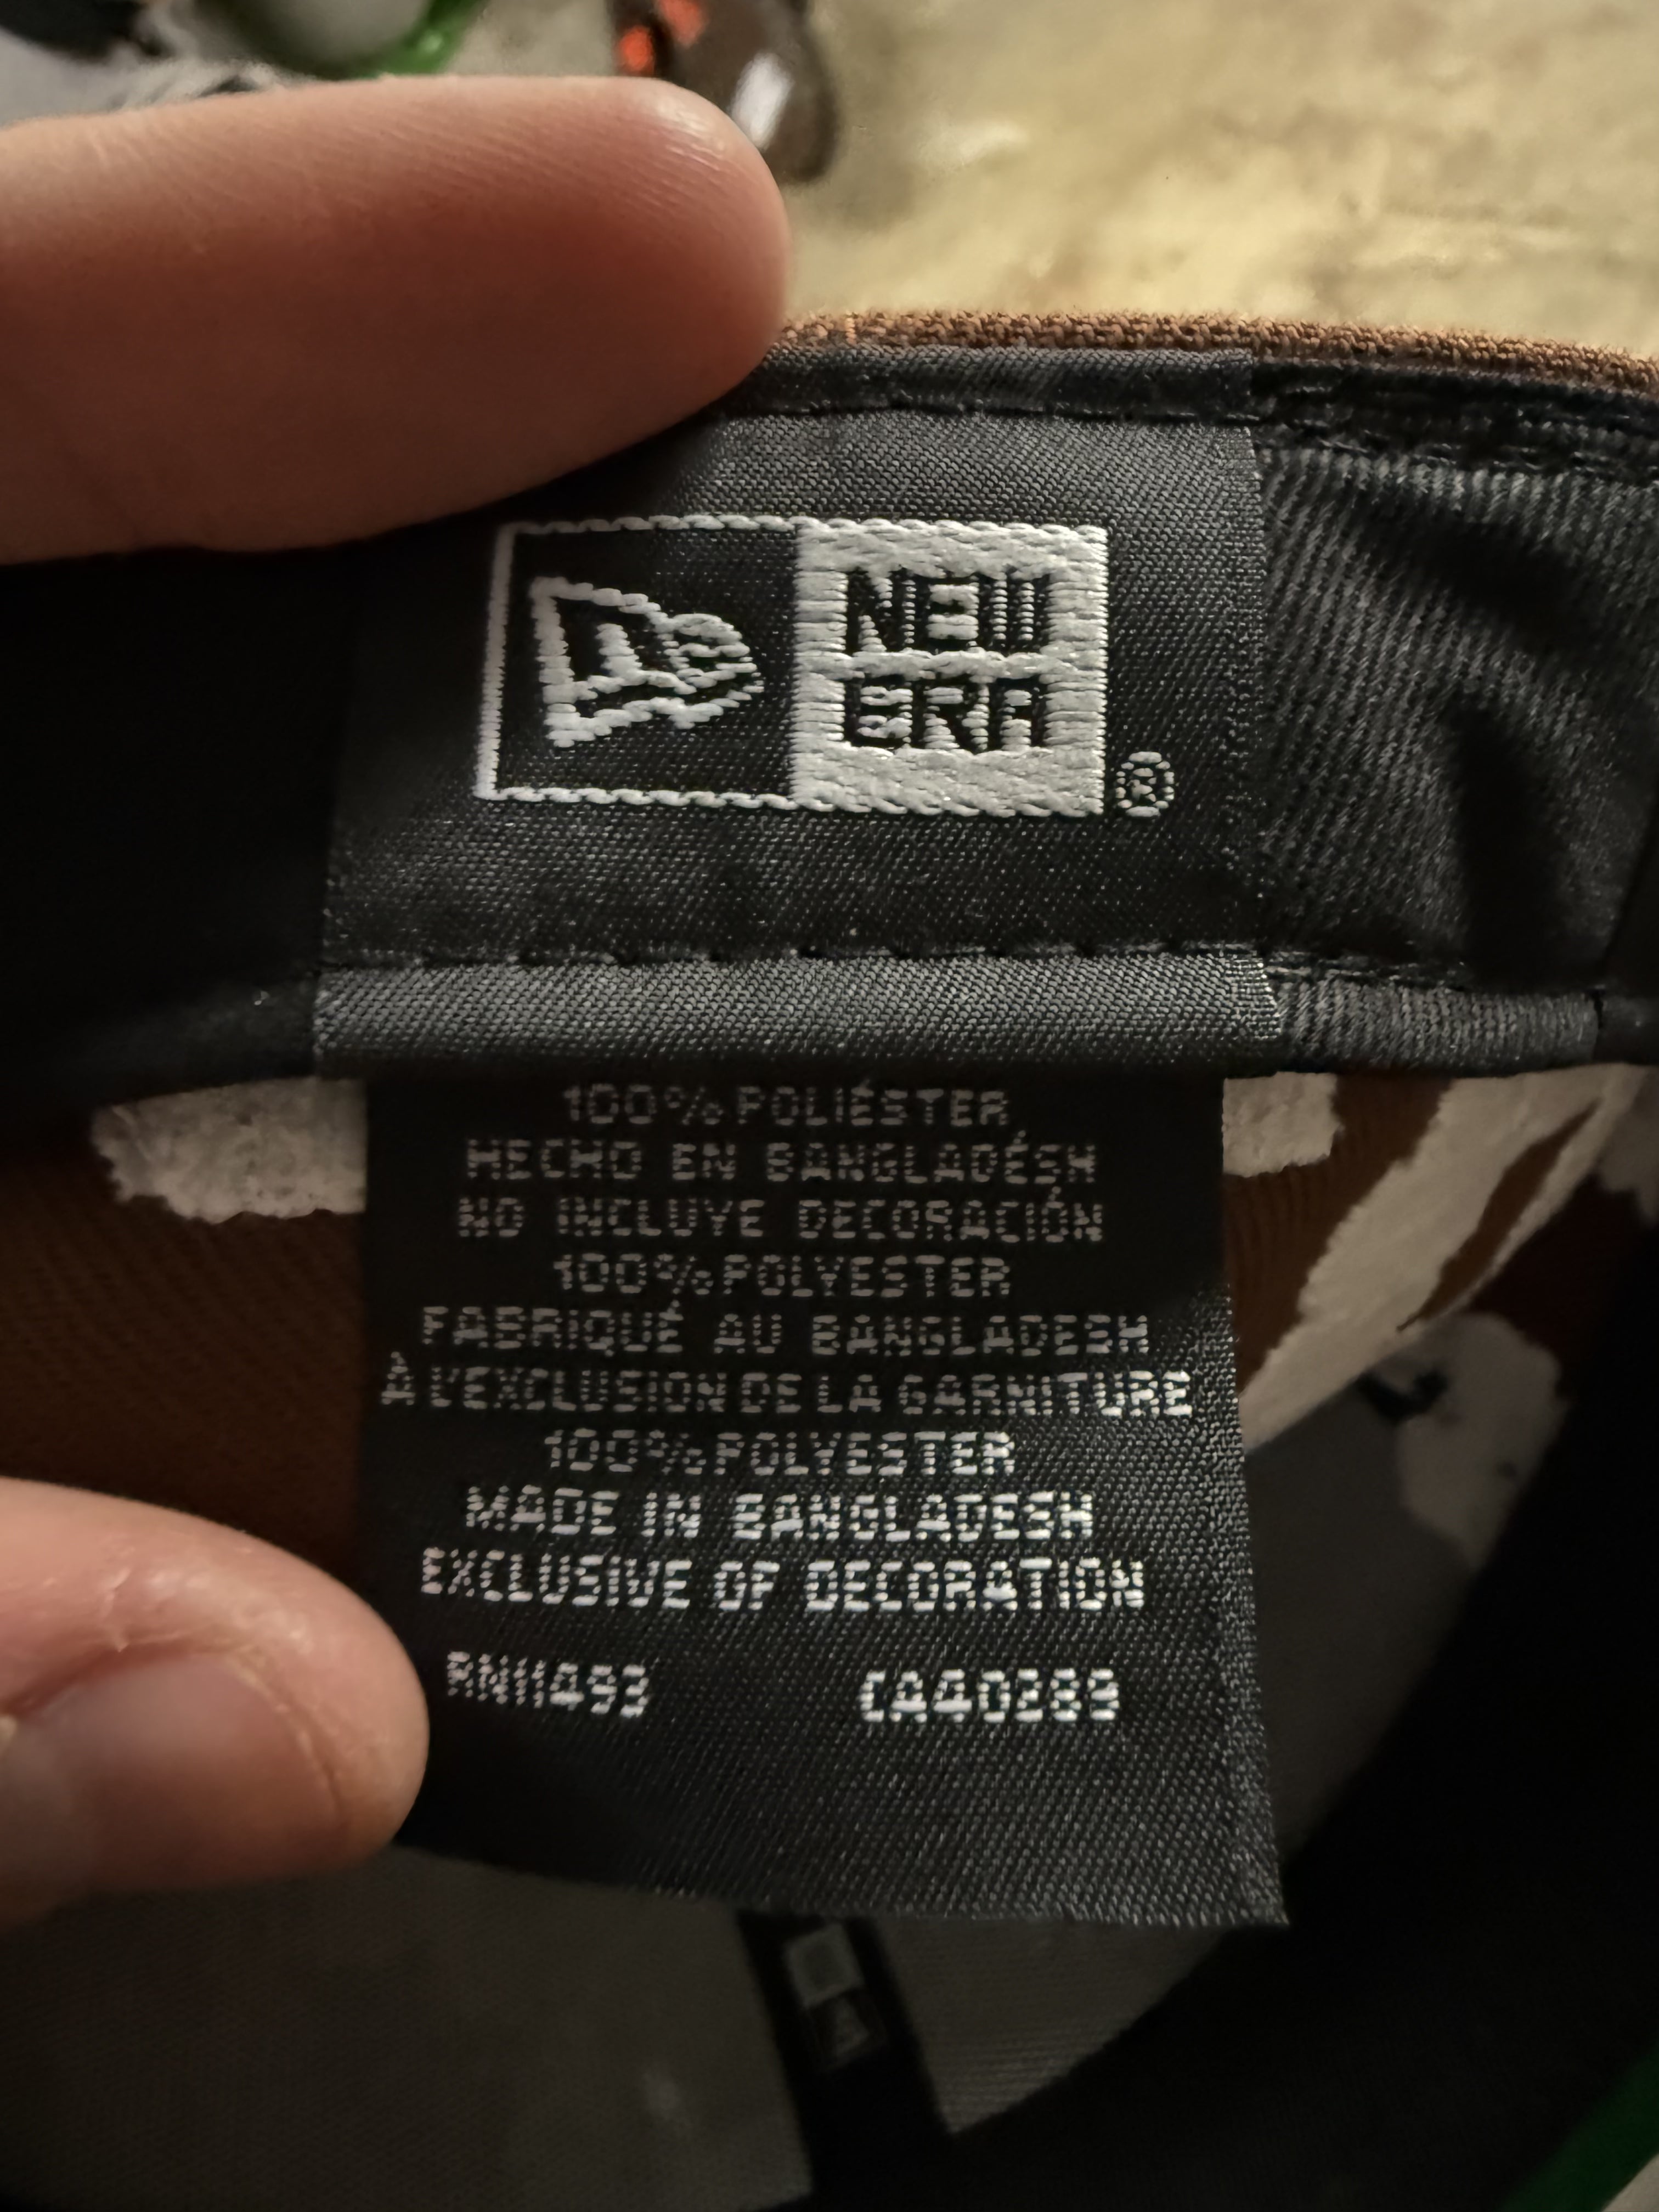 NEW
ERA
®
100% POLIÉSTER
HECHO EN BANGLADÉSH
NO INCLUYE DECORACIÓN
100% POLYESTER
FABRIQUÉ AU BANGLADESH
À L'EXCLUSION DE LA GARNITURE
100% POLYESTER
MADE IN BANGLADESH
EXCLUSIVE OF DECORATION
RN11493 CA40289